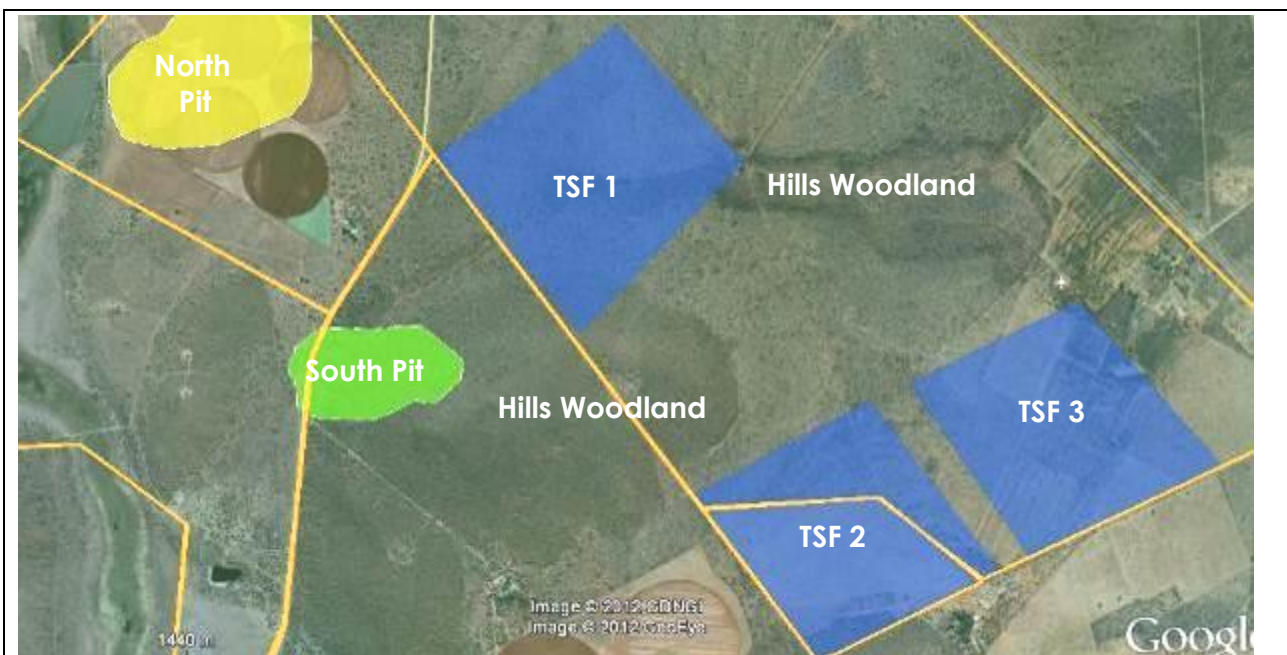 North
Pit
TSF 1
Hills Woodland
South Pit
Hills Woodland
TSF 3
TSF 2
Image © 2012 GDNGI
Image © 2012 GeoEye
1440 m
Google